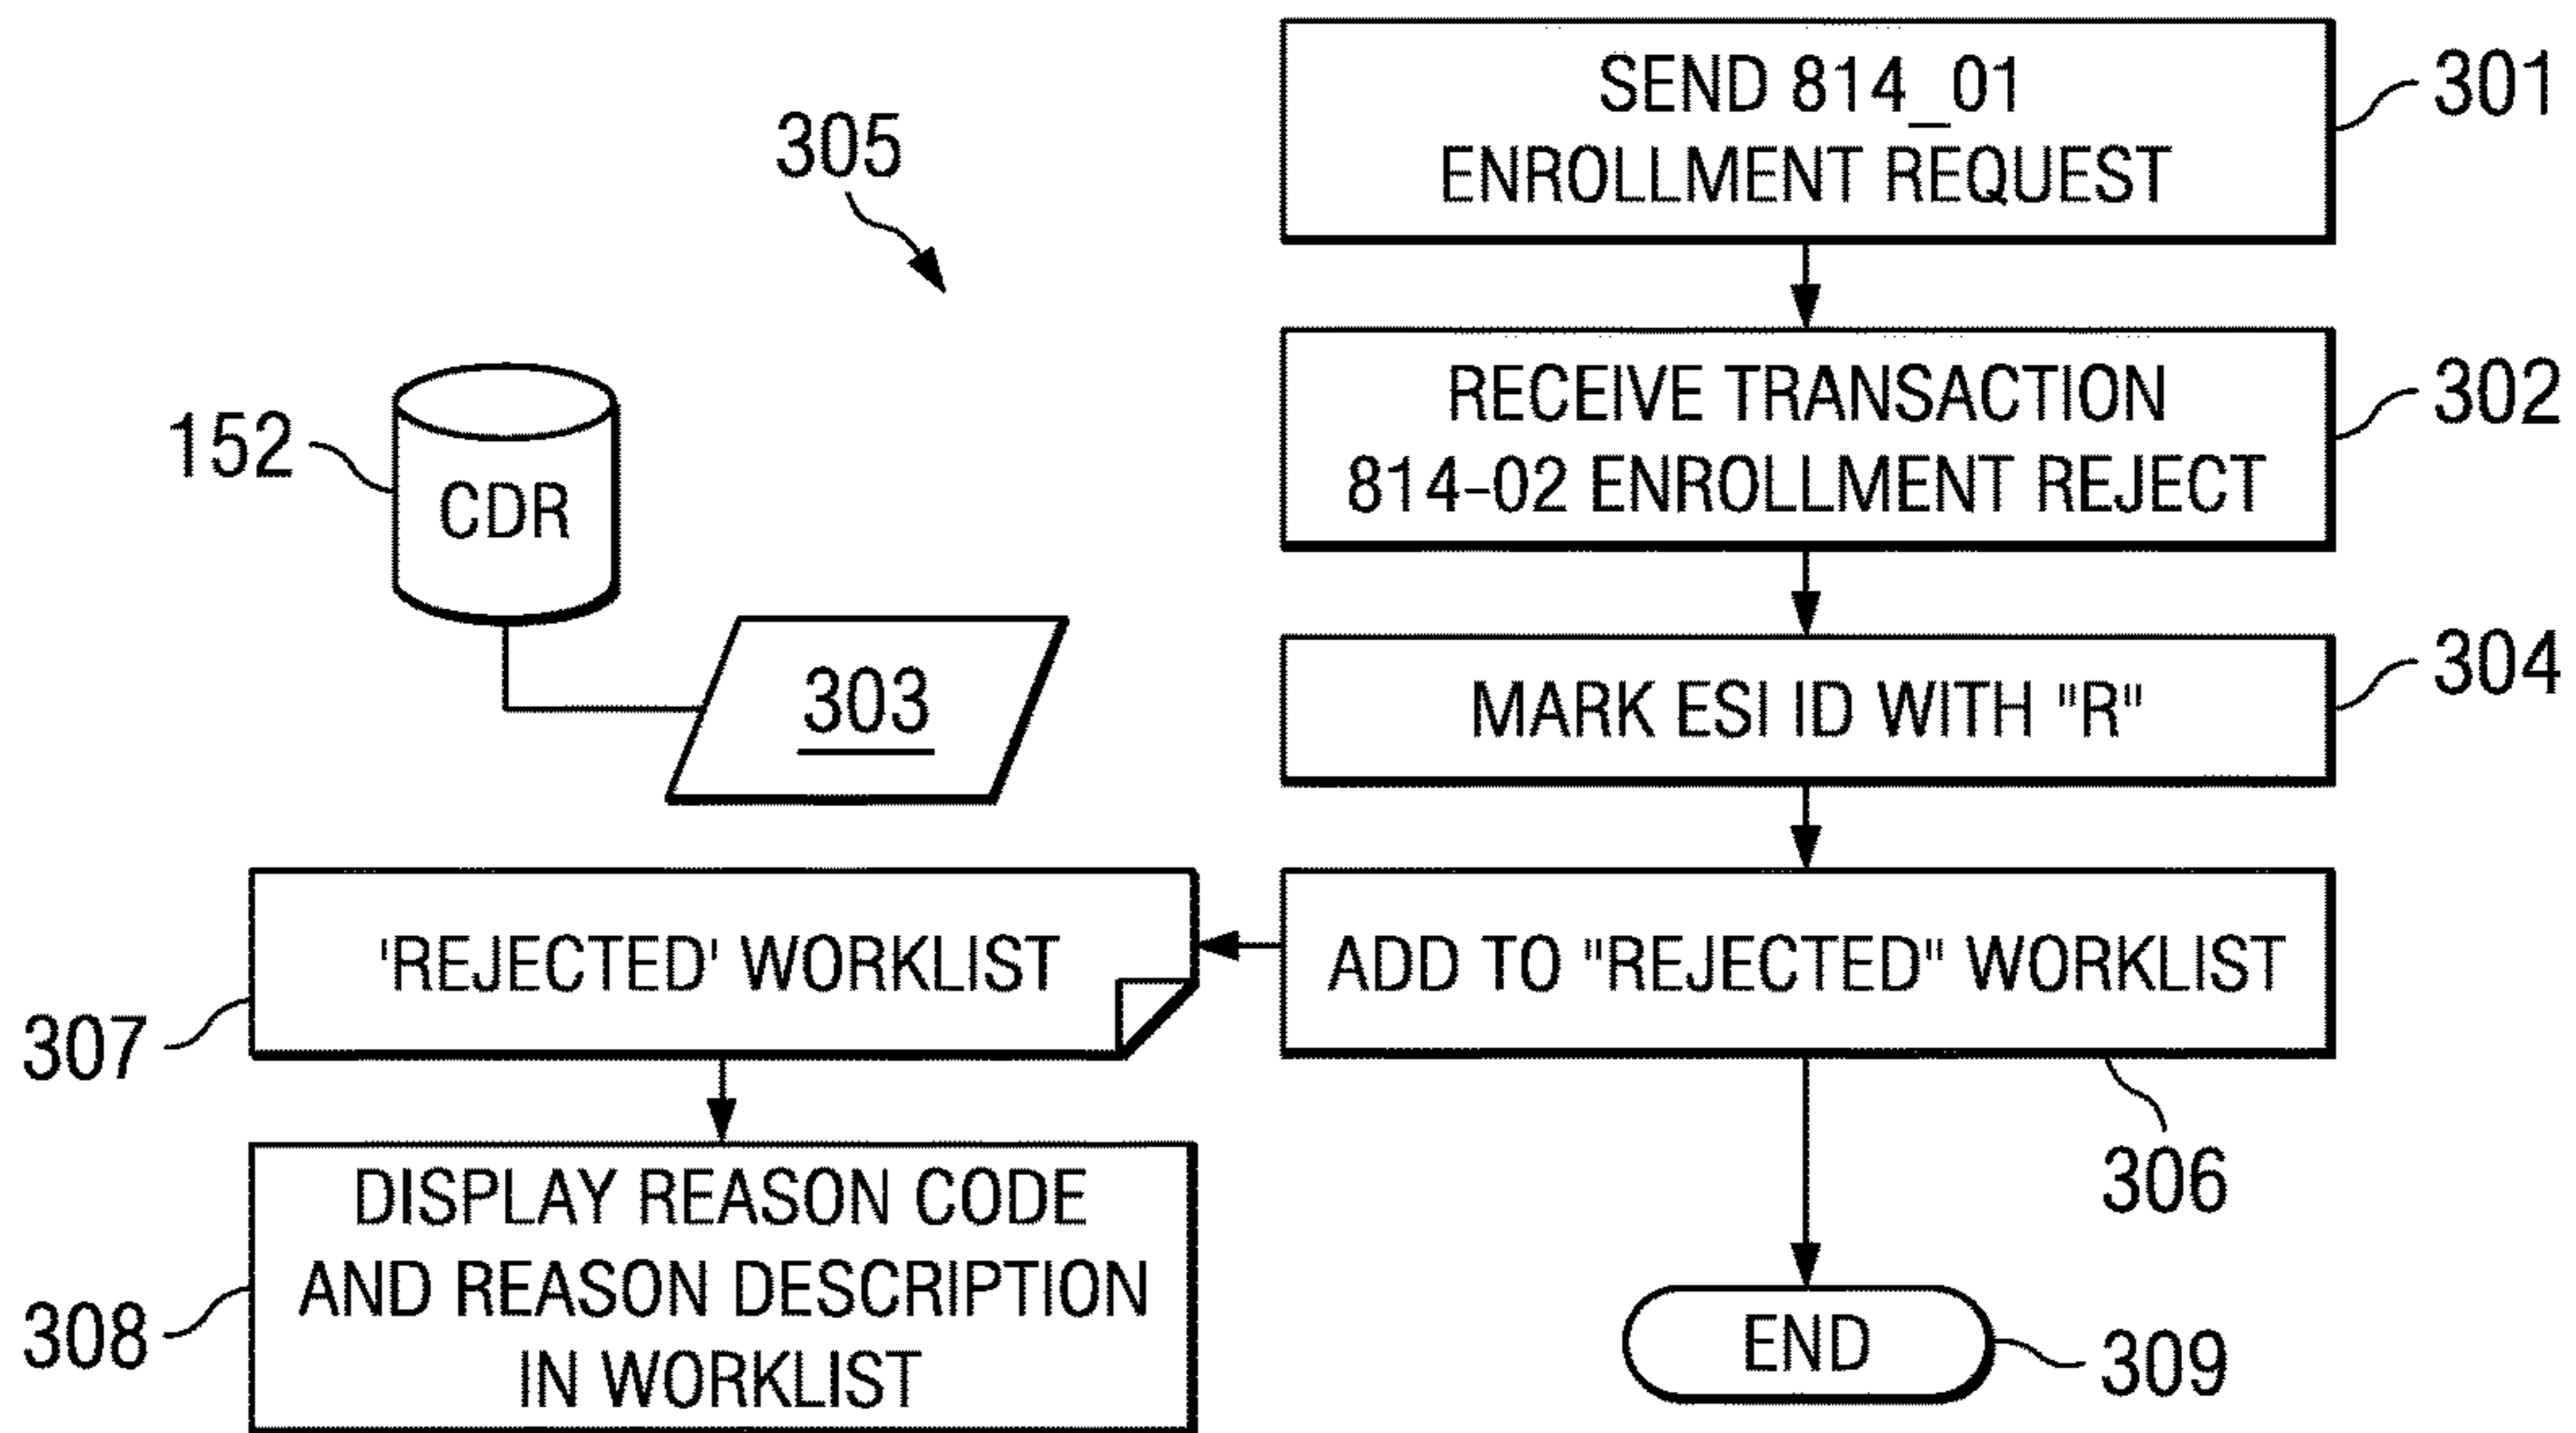 SEND 814_01
ENROLLMENT REQUEST
301
305
RECEIVE TRANSACTION
814-02 ENROLLMENT REJECT
302
152
CDR
303
MARK ESI ID WITH "R"
304
'REJECTED' WORKLIST
307
ADD TO "REJECTED" WORKLIST
306
DISPLAY REASON CODE
AND REASON DESCRIPTION
IN WORKLIST
308
END
309